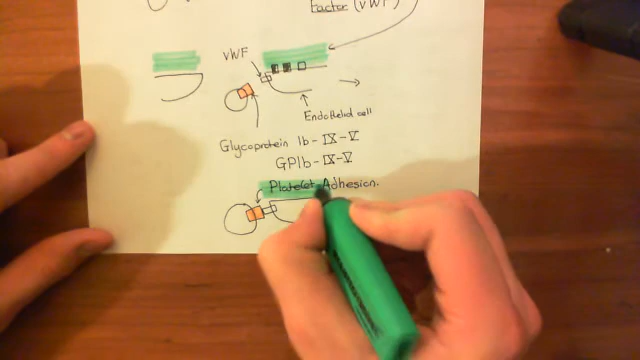 Factor (vWF)
vWF
Endothelial cell
Glycoprotein Ib-IX-V
GPIb-IX-V
Platelet Adhesion.